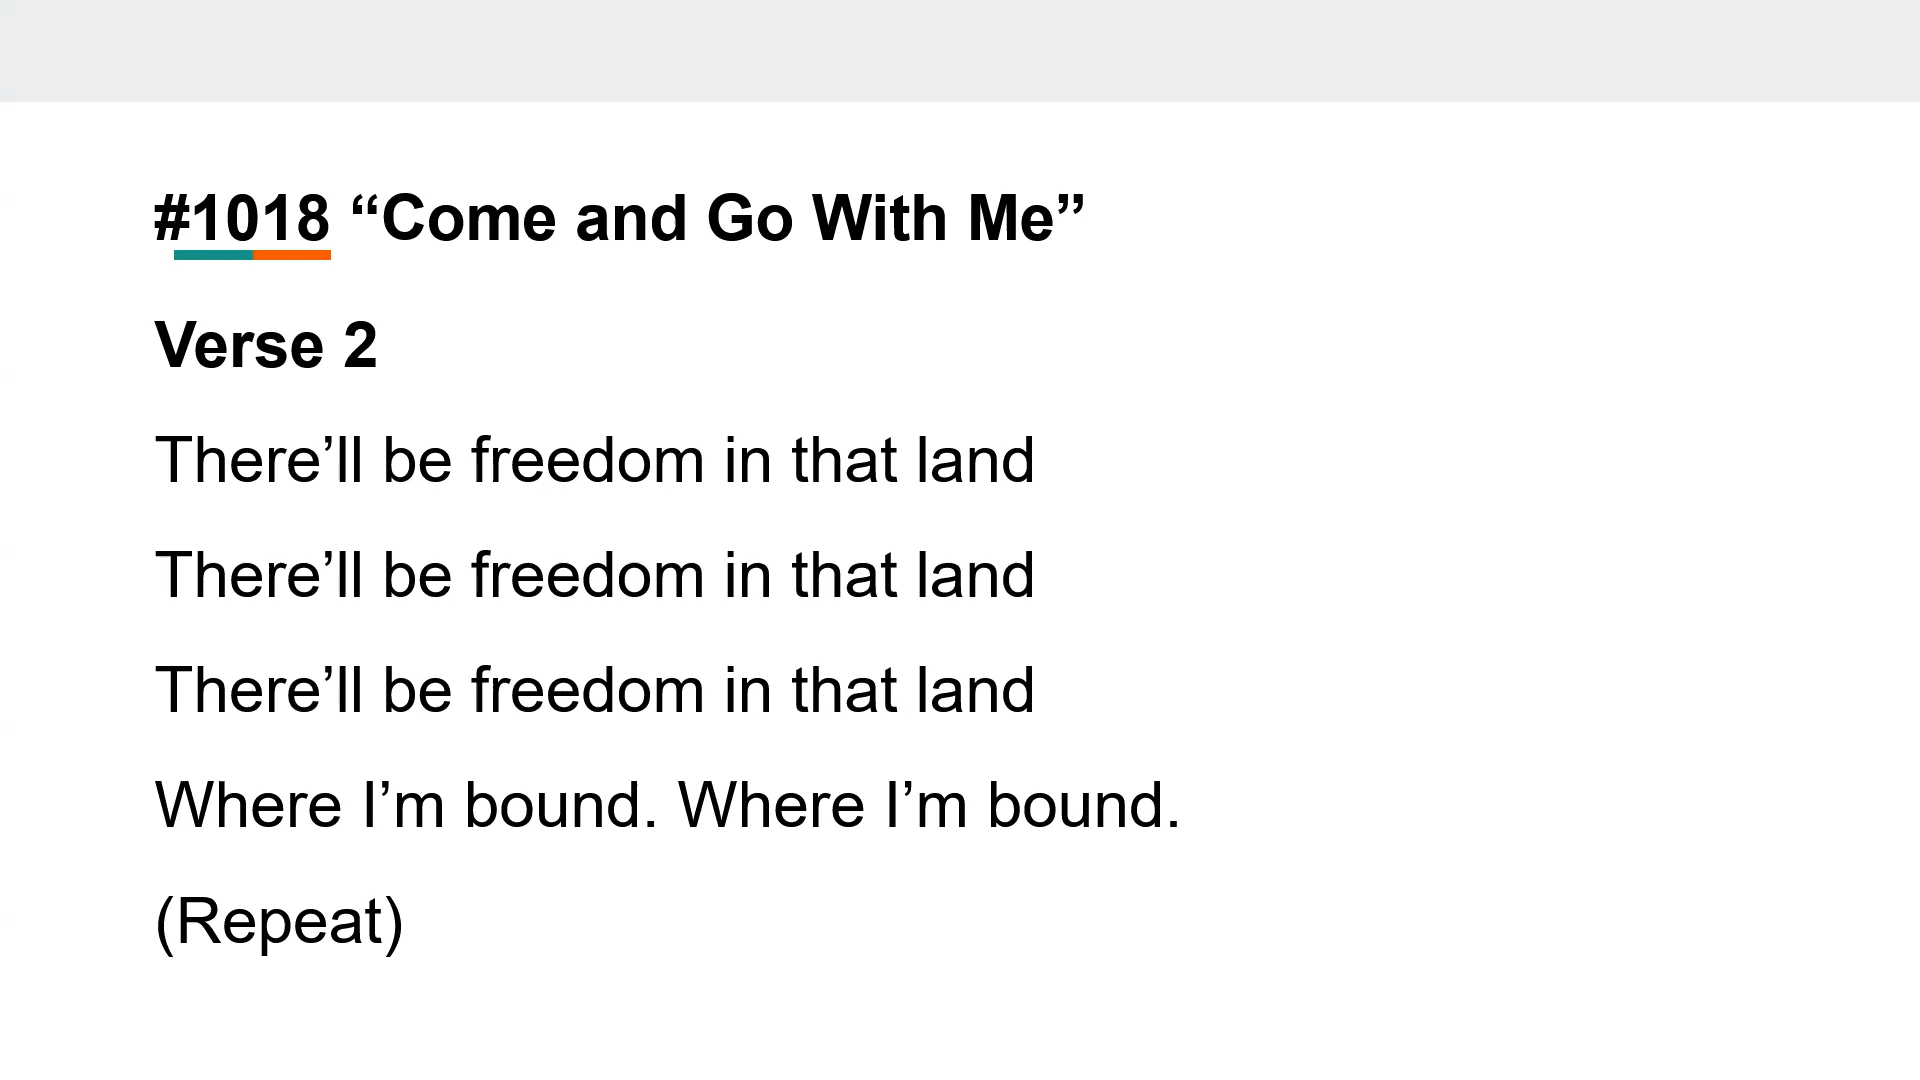 #1018 “Come and Go With Me”
Verse 2
There’ll be freedom in that land
There’ll be freedom in that land
There’ll be freedom in that land
Where I’m bound. Where I’m bound.
(Repeat)